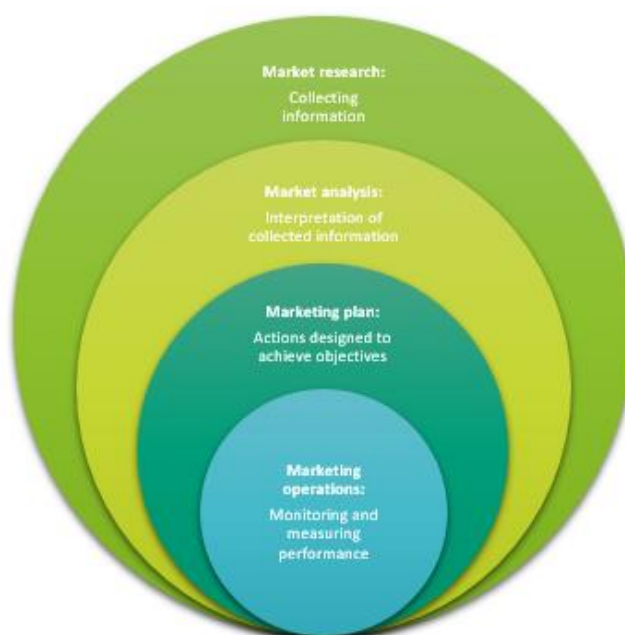 Market research:
Collecting
information
Market analysis:
Interpretation of
collected information
Marketing plan:
Actions designed to
achieve objectives
Marketing
operations:
Monitoring and
measuring
performance